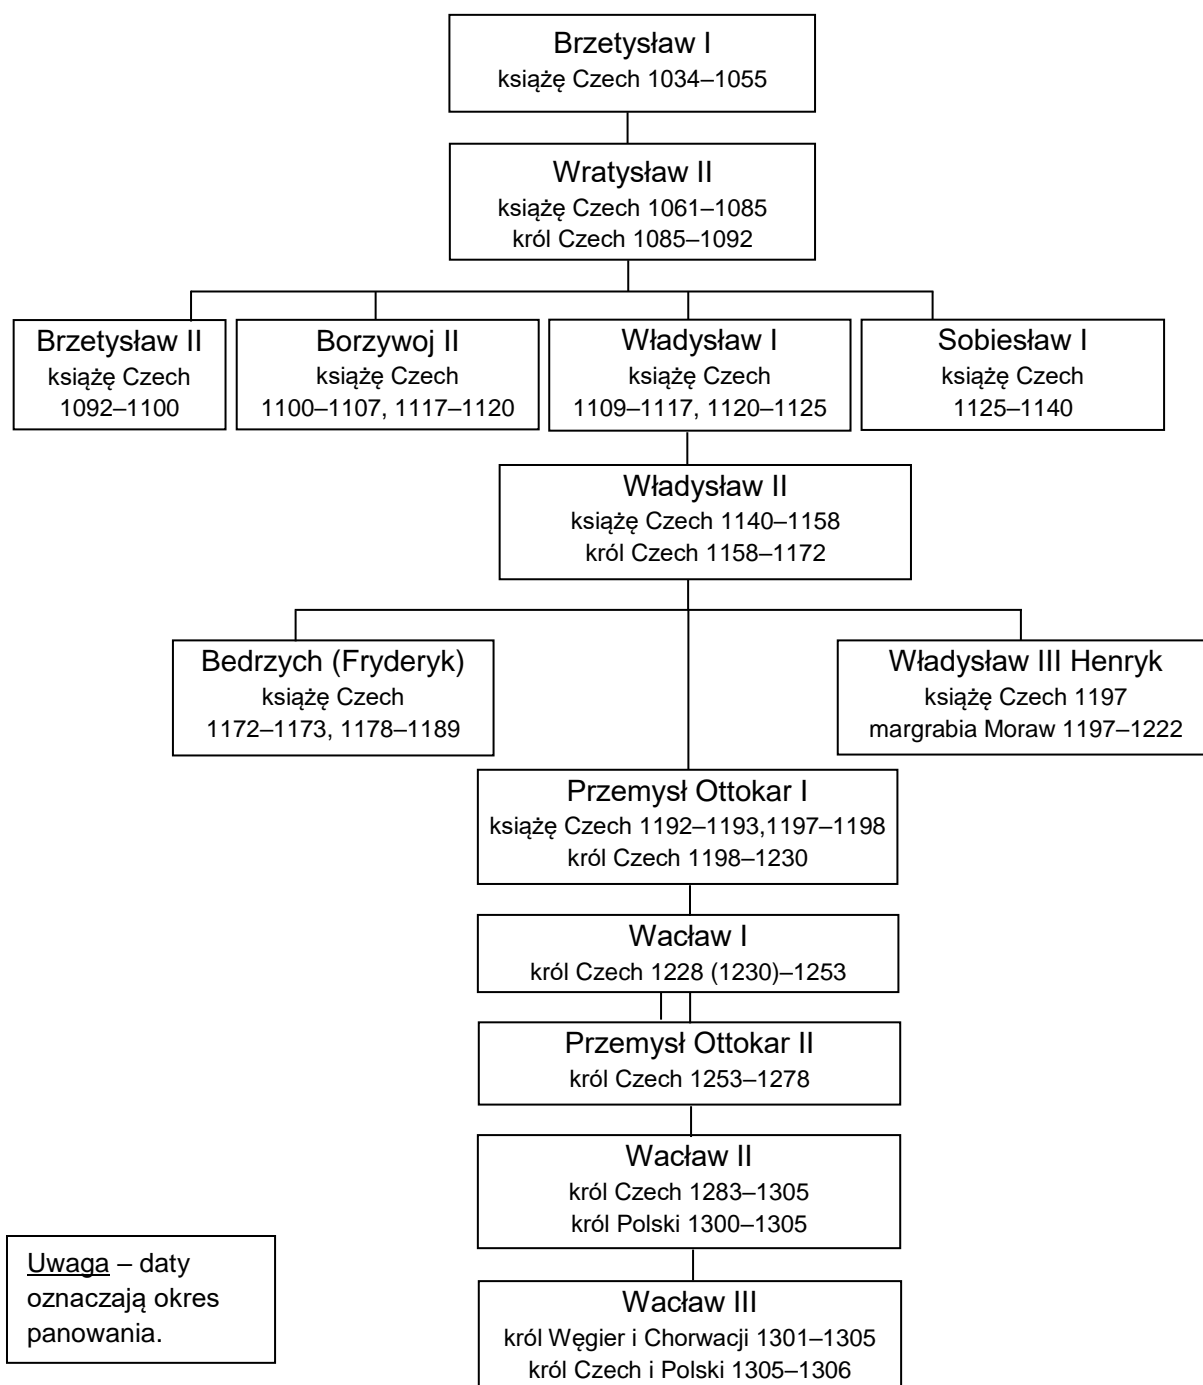 Brzetysław I
książę Czech 1034–1055
Wratysław II
książę Czech 1061–1085
król Czech 1085–1092
Brzetysław II
książę Czech
1092–1100
Borzywoj II
książę Czech
1100–1107, 1117–1120
Władysław I
książę Czech
1109–1117, 1120–1125
Sobiesław I
książę Czech
1125–1140
Władysław II
książę Czech 1140–1158
król Czech 1158–1172
Bedrzych (Fryderyk)
książę Czech
1172–1173, 1178–1189
Władysław III Henryk
książę Czech 1197
margrabia Moraw 1197–1222
Przemysł Ottokar I
książę Czech 1192–1193,1197–1198
król Czech 1198–1230
Wacław I
król Czech 1228 (1230)–1253
Przemysł Ottokar II
król Czech 1253–1278
Wacław II
król Czech 1283–1305
król Polski 1300–1305
Uwaga – daty
oznaczają okres
panowania.
Wacław III
król Węgier i Chorwacji 1301–1305
król Czech i Polski 1305–1306